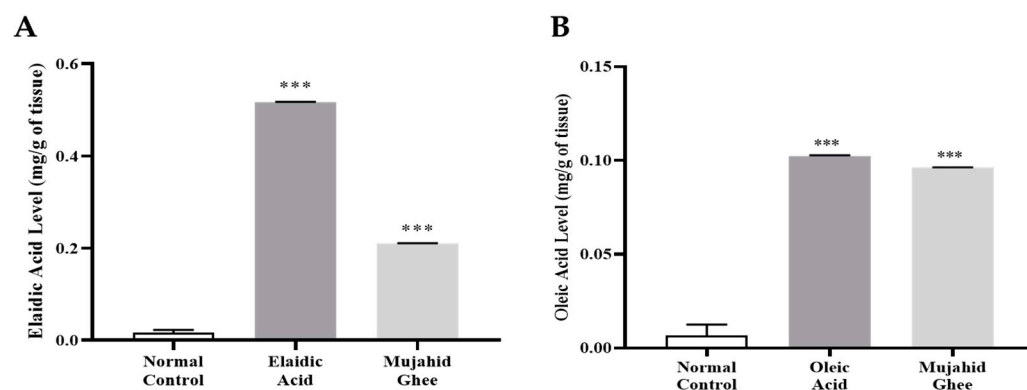 A
Elaidic Acid Level (mg/g of tissue)
0.6
0.4
0.2
0.0
***
***
Normal
Control
Elaidic
Acid
Mujahid
Ghee
B
Oleic Acid Level (mg/g of tissue)
0.15
0.10
0.05
0.00
***
***
Normal
Control
Oleic
Acid
Mujahid
Ghee